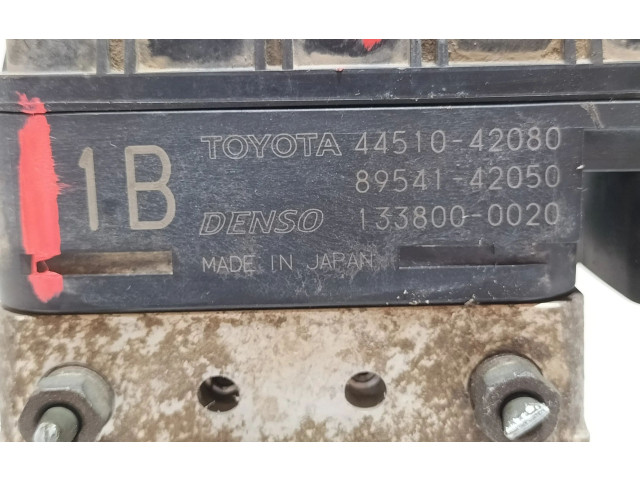 1B
TOYOTA 44510-42080
89541-42050
DENSO 133800-0020
MADE IN JAPAN